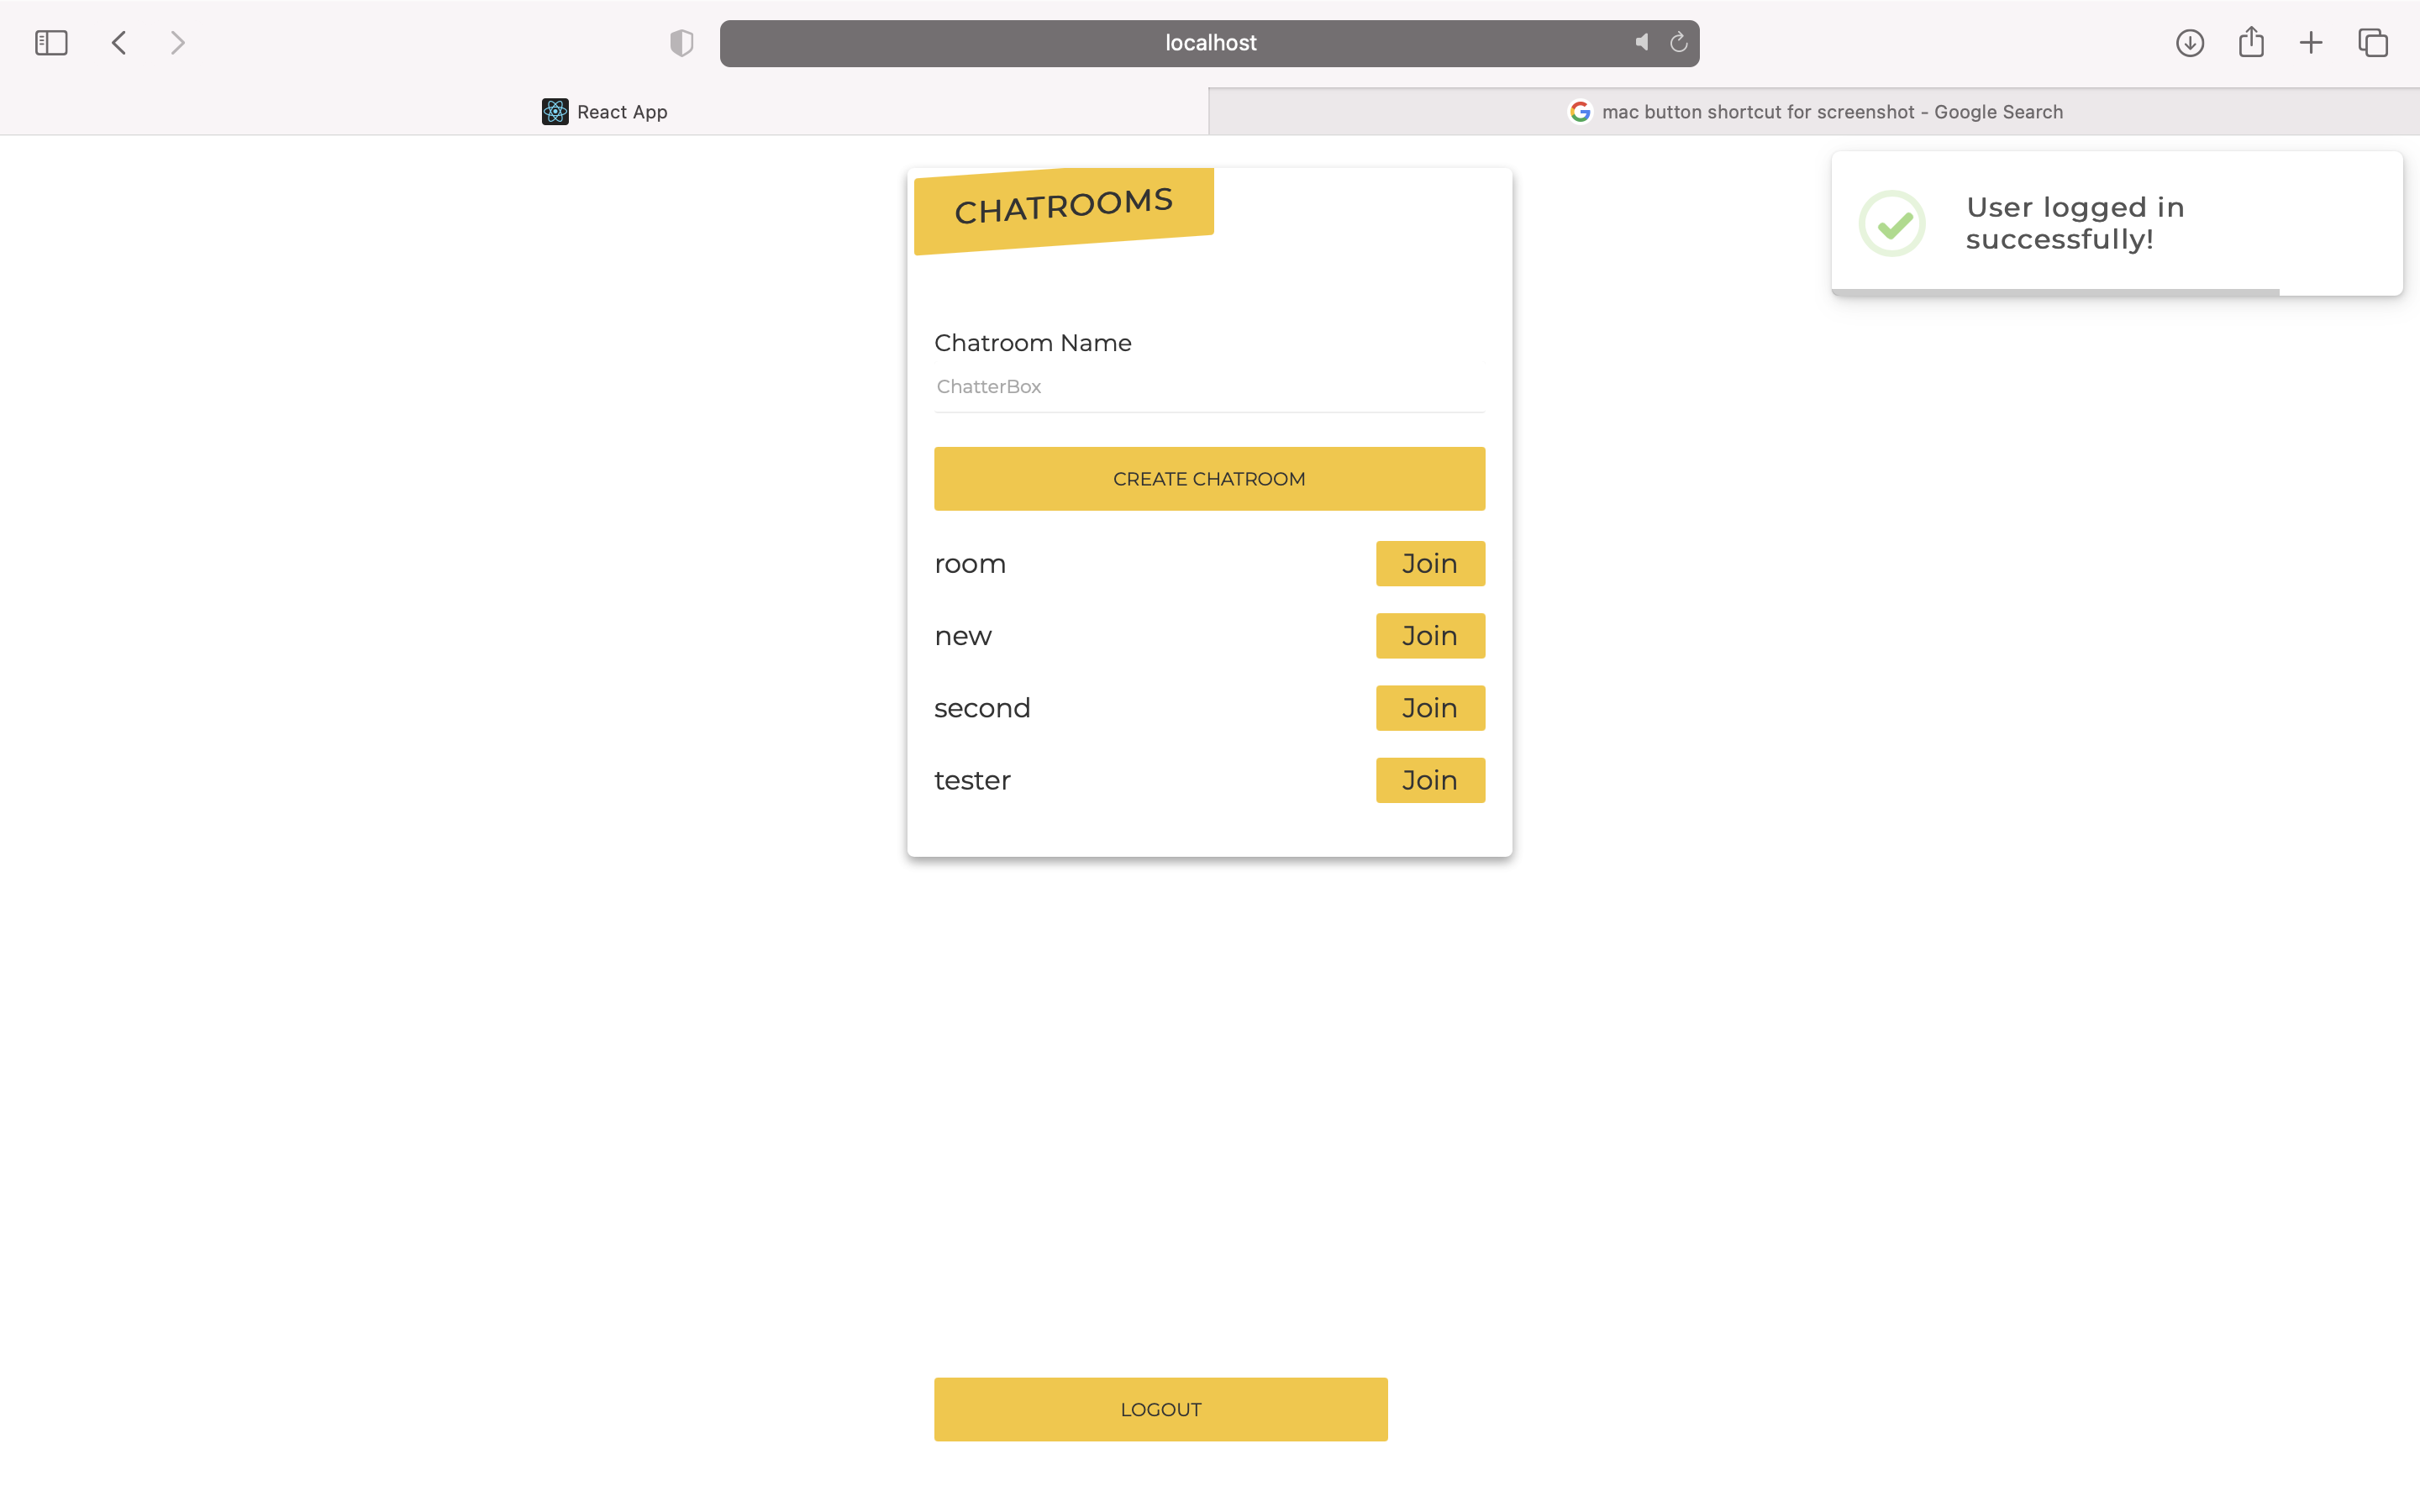 localhost
React App
mac button shortcut for screenshot - Google Search
CHATROOMS
User logged in
successfully!
Chatroom Name
ChatterBox
CREATE CHATROOM
room Join
new Join
second Join
tester Join
LOGOUT